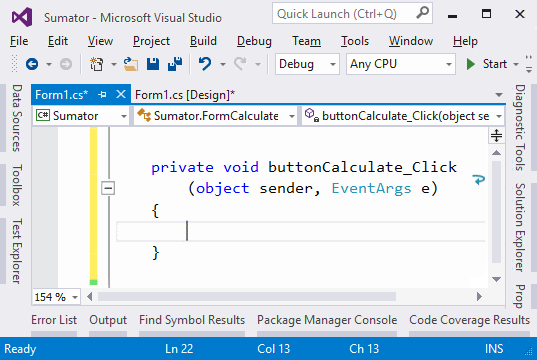 Sumator - Microsoft Visual Studio
Quick Launch (Ctrl+Q)
File Edit View Project Build Debug
Team Tools Window Help
Debug Any CPU Start
Form1.cs* Form1.cs [Design]*
C# Sumator Sumator.FormCalculate buttonCalculate_Click(object se
private void buttonCalculate_Click
(object sender, EventArgs e)
{
}
154 %
Data Sources
Toolbox
Test Explorer
Diagnostic Tools
Solution Explorer
Prop
Error List Output Find Symbol Results Package Manager Console Code Coverage Results
Ready Ln 22 Col 13 Ch 13 INS